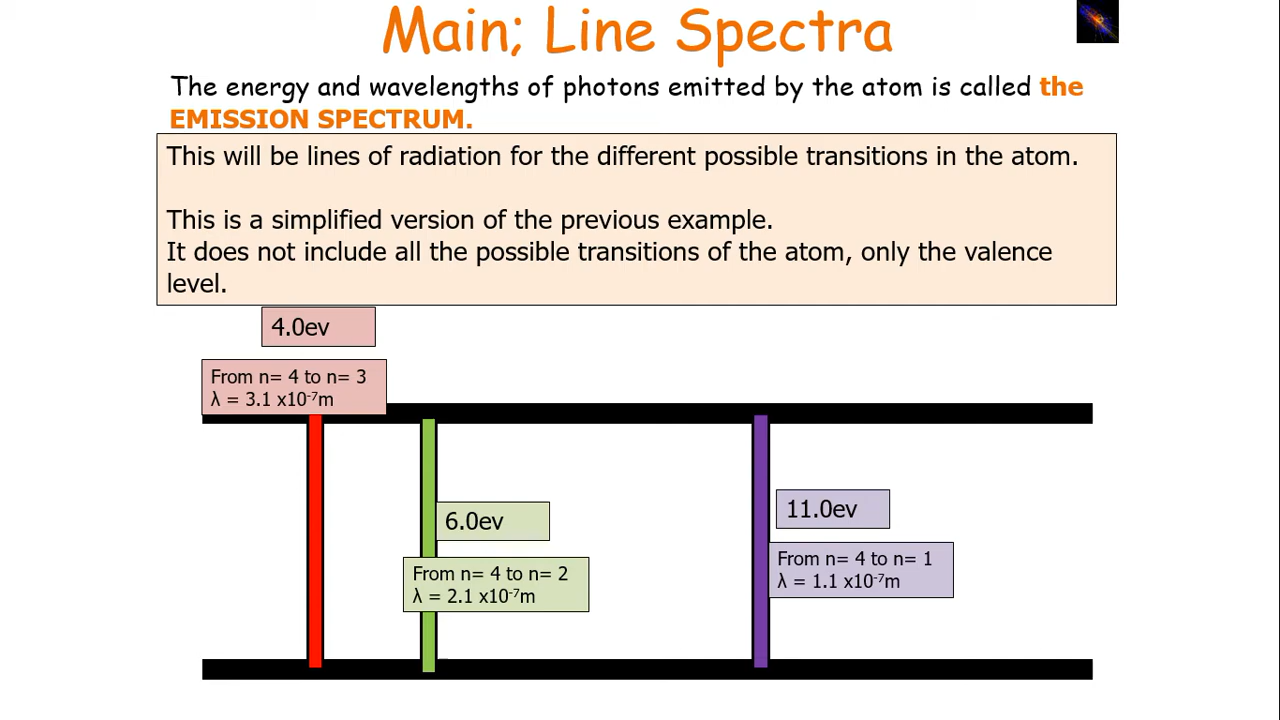 Main; Line Spectra
The energy and wavelengths of photons emitted by the atom is called the
EMISSION SPECTRUM.
This will be lines of radiation for the different possible transitions in the atom.
This is a simplified version of the previous example.
It does not include all the possible transitions of the atom, only the valence
level.
4.0ev
From n= 4 to n= 3
λ = 3.1 x10⁻⁷m
6.0ev
From n= 4 to n= 2
λ = 2.1 x10⁻⁷m
11.0ev
From n= 4 to n= 1
λ = 1.1 x10⁻⁷m